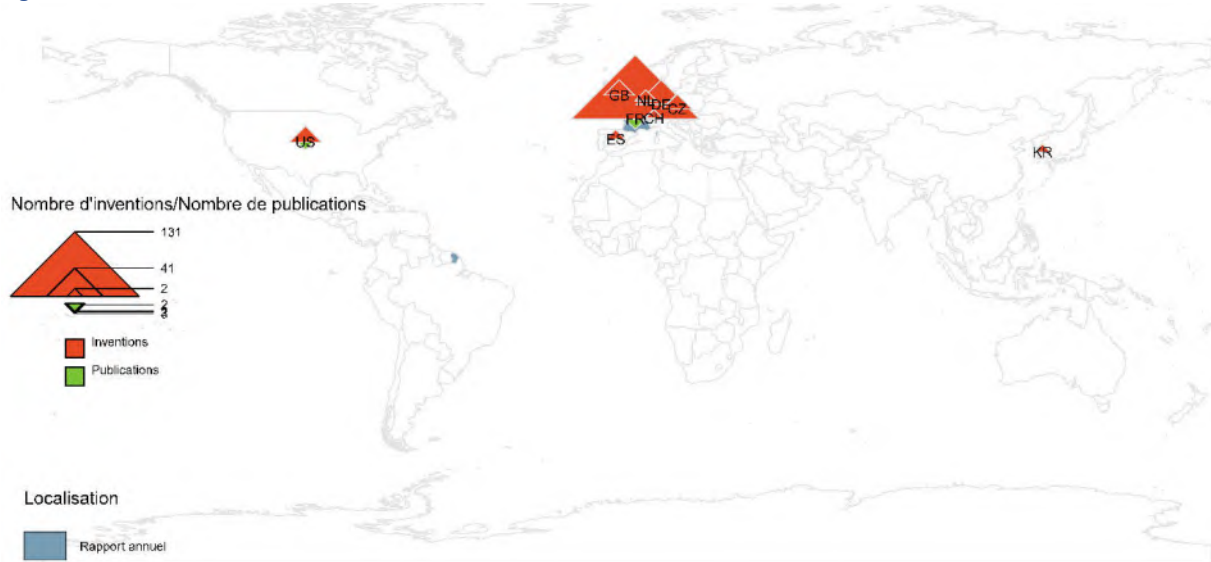 GB
NL
DE
CZ
FR
CH
US
ES
KR
Nombre d'inventions/Nombre de publications
131
41
2
2
3
Inventions
Publications
Localisation
Rapport annuel